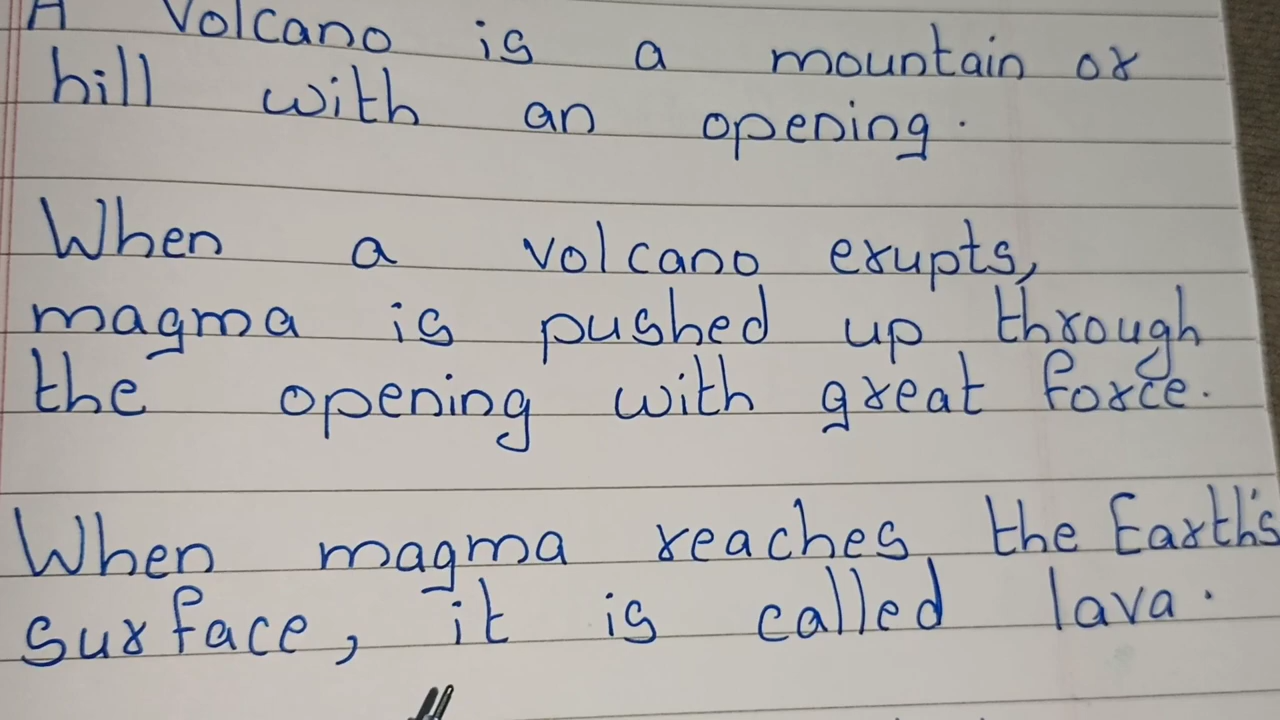 A Volcano is a mountain or
hill with an opening.
When a volcano erupts,
magma is pushed up through
the opening with great force.
When magma reaches the Earth's
surface, it is called lava.